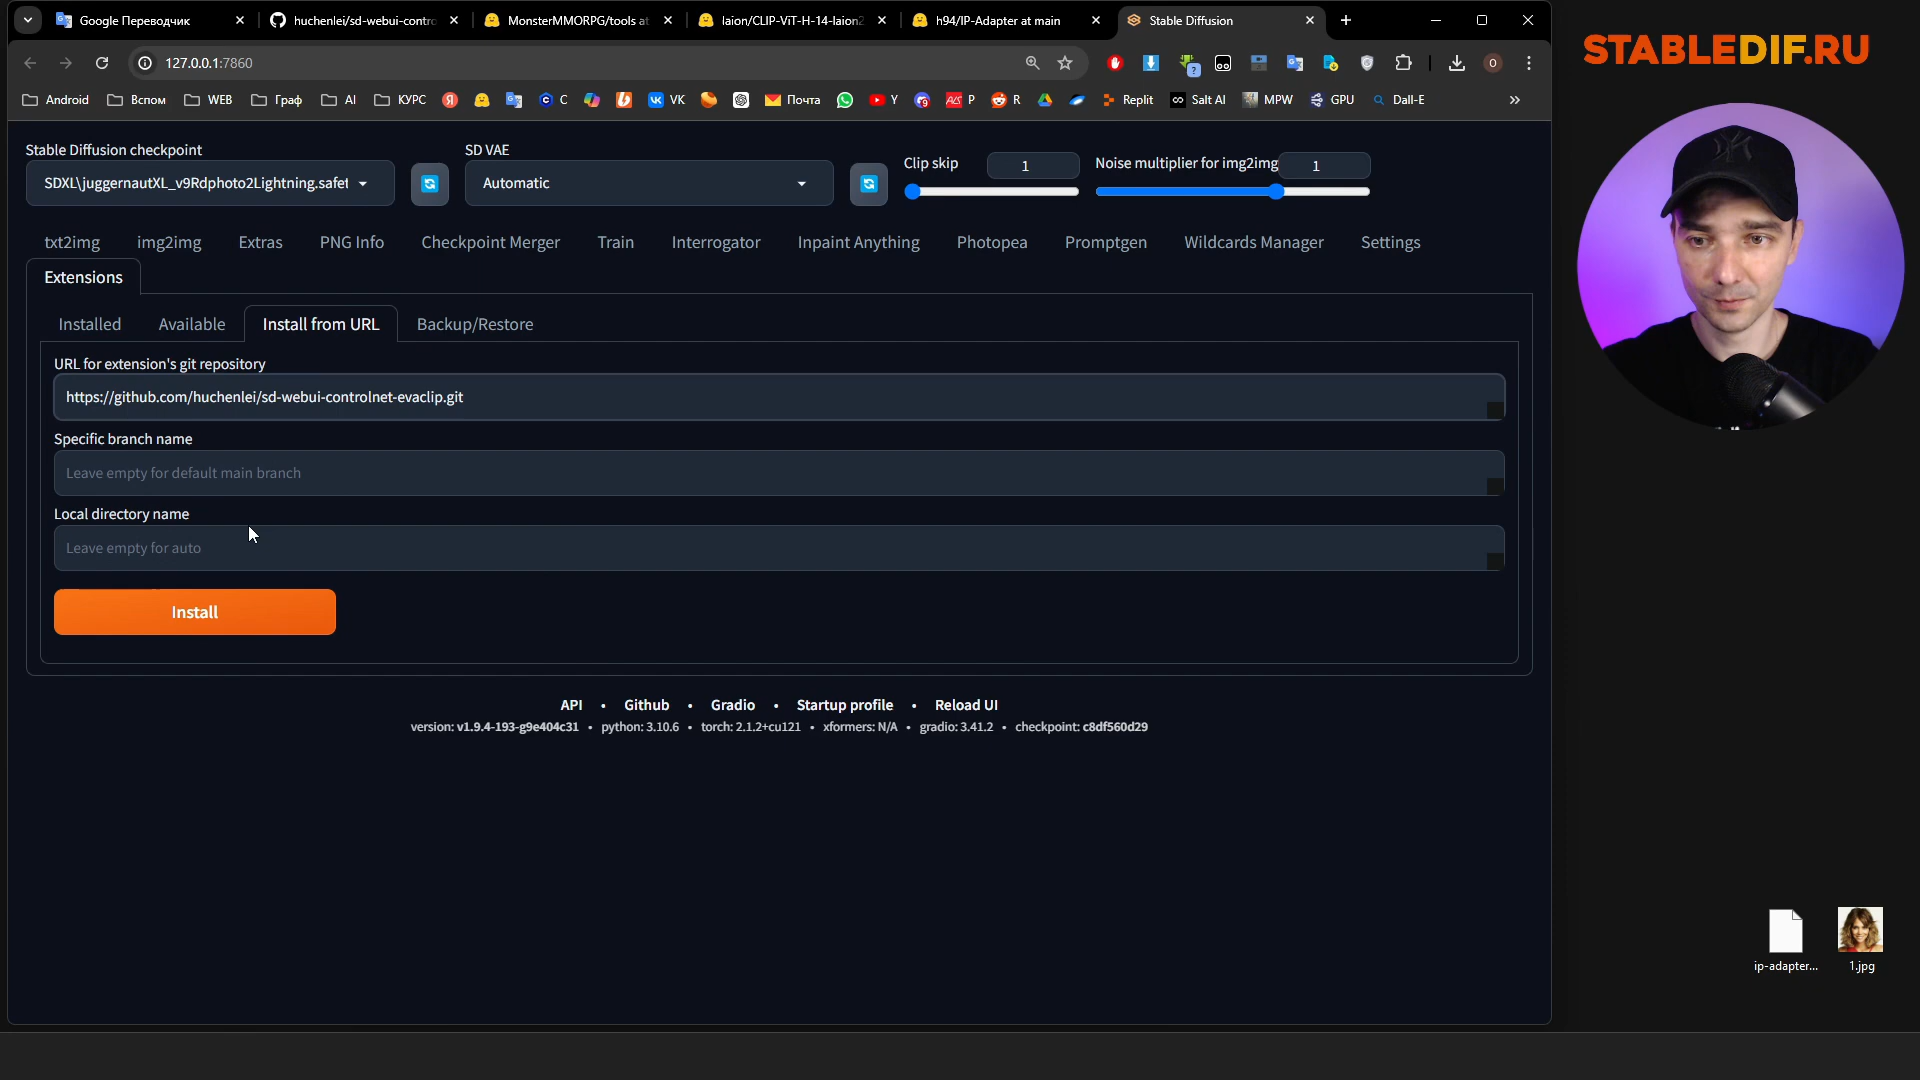 Google Переводчик
huchenlei/sd-webui-contro
MonsterMMORPG/tools at
laion/CLIP-ViT-H-14-laion2
h94/IP-Adapter at main
Stable Diffusion
STABLEDIF.RU
127.0.0.1:7860
O
Android
Вспом
WEB
Граф
AI
КУРС
C
VK
Почта
Y
P
R
Replit
Salt AI
MPW
GPU
Dall-E
Stable Diffusion checkpoint
SD VAE
Clip skip
1
Noise multiplier for img2img
1
SDXL\juggernautXL_v9Rdphoto2Lightning.safet
Automatic
txt2img
img2img
Extras
PNG Info
Checkpoint Merger
Train
Interrogator
Inpaint Anything
Photopea
Promptgen
Wildcards Manager
Settings
Extensions
Installed
Available
Install from URL
Backup/Restore
URL for extension's git repository
https://github.com/huchenlei/sd-webui-controlnet-evaclip.git
Specific branch name
Leave empty for default main branch
Local directory name
Leave empty for auto
Install
API • Github • Gradio • Startup profile • Reload UI
version: v1.9.4-193-g9e404c31 • python: 3.10.6 • torch: 2.1.2+cu121 • xformers: N/A • gradio: 3.41.2 • checkpoint: c8df560d29
ip-adapter...
1.jpg